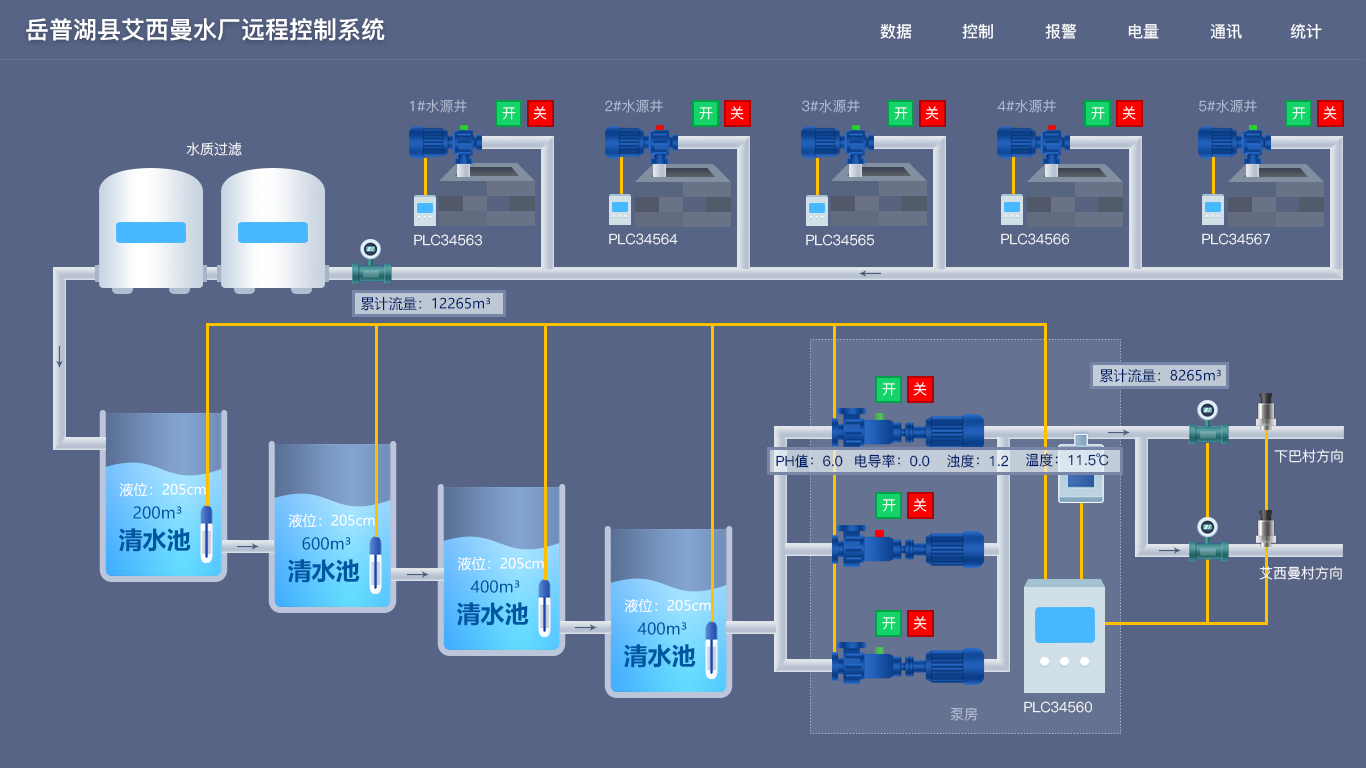 岳普湖县艾西曼水厂远程控制系统
数据 控制 报警 电量 通讯 统计
1#水源井 开 关 2#水源井 开 关 3#水源井 开 关 4#水源井 开 关 5#水源井 开 关
水质过滤
PLC34563 PLC34564 PLC34565 PLC34566 PLC34567
累计流量：12265m³
累计流量：8265m³
开 关
PH值：6.0 电导率：0.0 浊度：1.2 温度：11.5℃
下巴村方向
液位：205cm
200m³
清水池
液位：205cm
600m³
清水池
开 关
液位：205cm
400m³
清水池
艾西曼村方向
液位：205cm
400m³
清水池
开 关
泵房
PLC34560